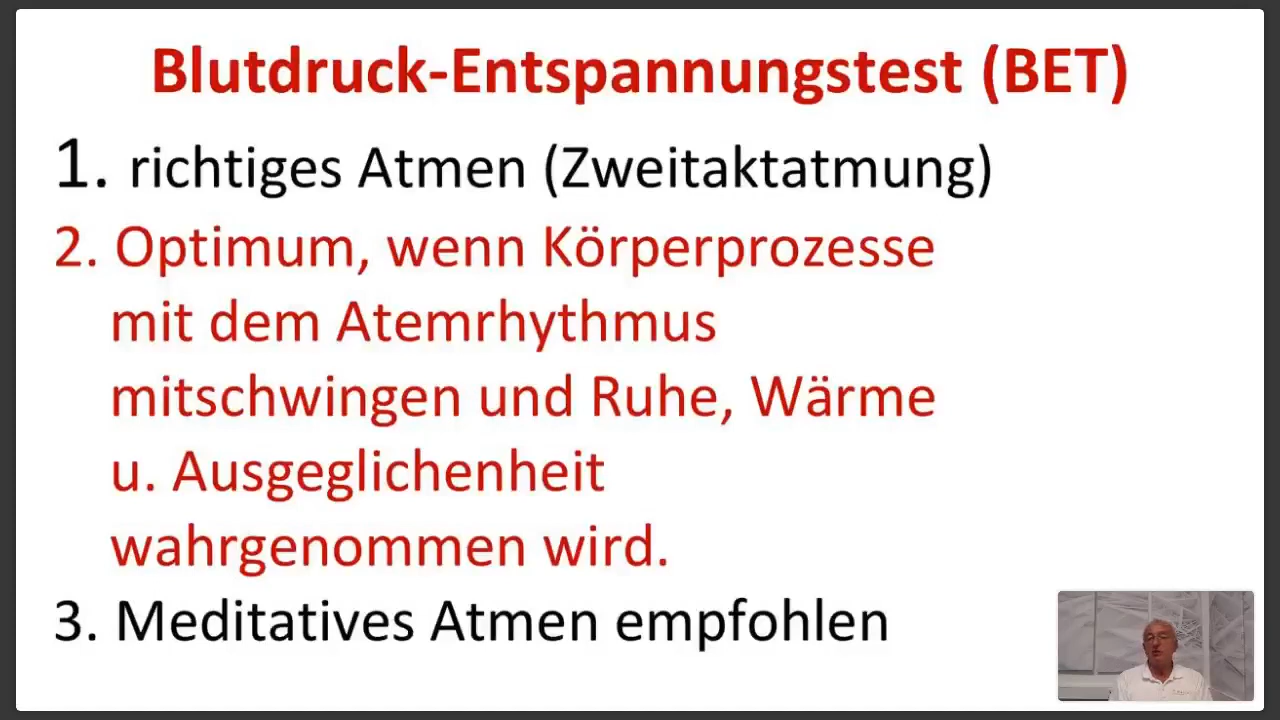 Blutdruck-Entspannungstest (BET)
1. richtiges Atmen (Zweitaktatmung)
2. Optimum, wenn Körperprozesse
mit dem Atemrhythmus
mitschwingen und Ruhe, Wärme
u. Ausgeglichenheit
wahrgenommen wird.
3. Meditatives Atmen empfohlen